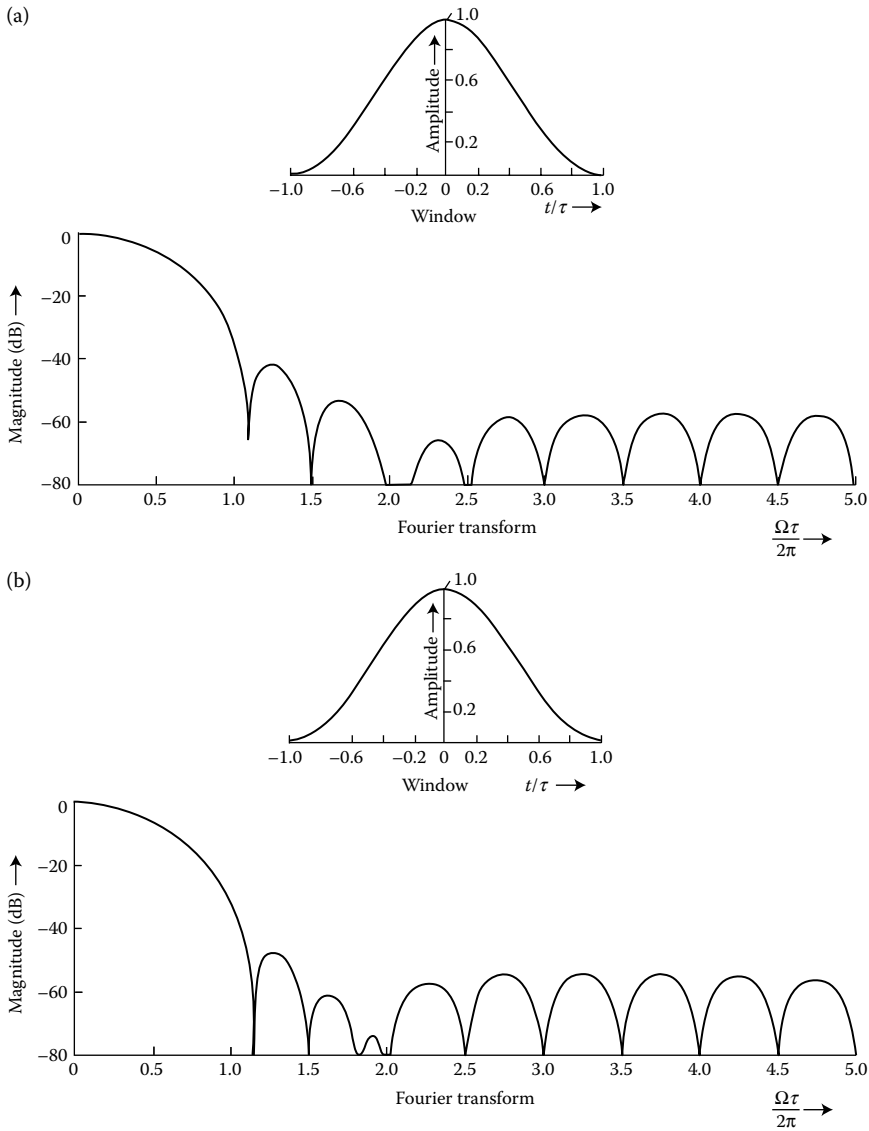 (a)
1.0
Amplitude
0.6
0.2
−1.0 −0.6 −0.2 0 0.2 0.6 1.0
Window
t/τ
Magnitude (dB)
0
−20
−40
−60
−80
0 0.5 1.0 1.5 2.0 2.5 3.0 3.5 4.0 4.5 5.0
Fourier transform
Ωτ
2π
(b)
1.0
Amplitude
0.6
0.2
−1.0 −0.6 −0.2 0 0.2 0.6 1.0
Window
t/τ
Magnitude (dB)
0
−20
−40
−60
−80
0 0.5 1.0 1.5 2.0 2.5 3.0 3.5 4.0 4.5 5.0
Fourier transform
Ωτ
2π